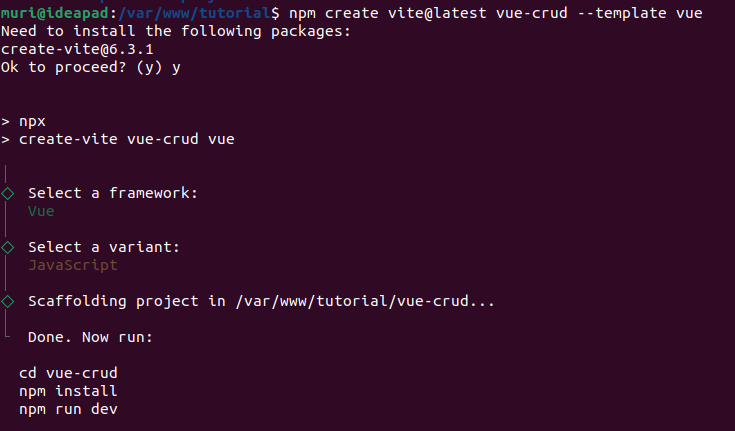 muri@ideapad:/var/www/tutorial$ npm create vite@latest vue-crud --template vue
Need to install the following packages:
create-vite@6.3.1
Ok to proceed? (y) y
> npx
> create-vite vue-crud vue
Select a framework:
Vue
Select a variant:
JavaScript
Scaffolding project in /var/www/tutorial/vue-crud...
Done. Now run:
cd vue-crud
npm install
npm run dev